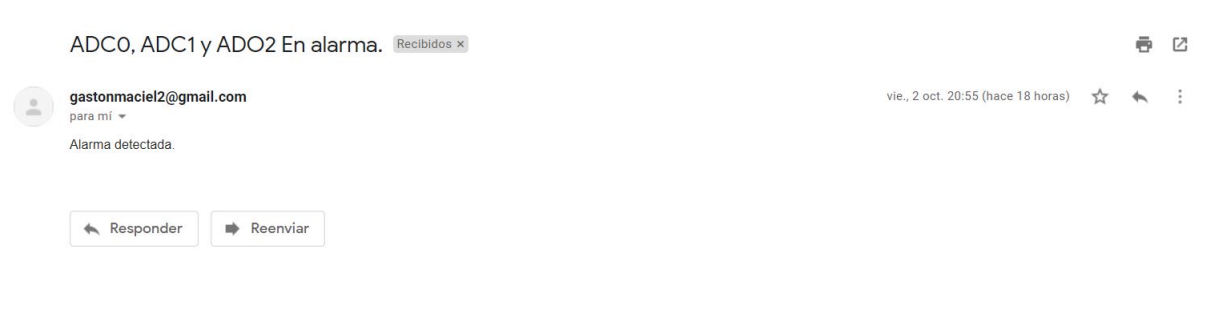 ADC0, ADC1 y ADO2 En alarma. Recibidos ×
gastonmaciel2@gmail.com vie., 2 oct. 20:55 (hace 18 horas)
para mí
Alarma detectada.
Responder Reenviar